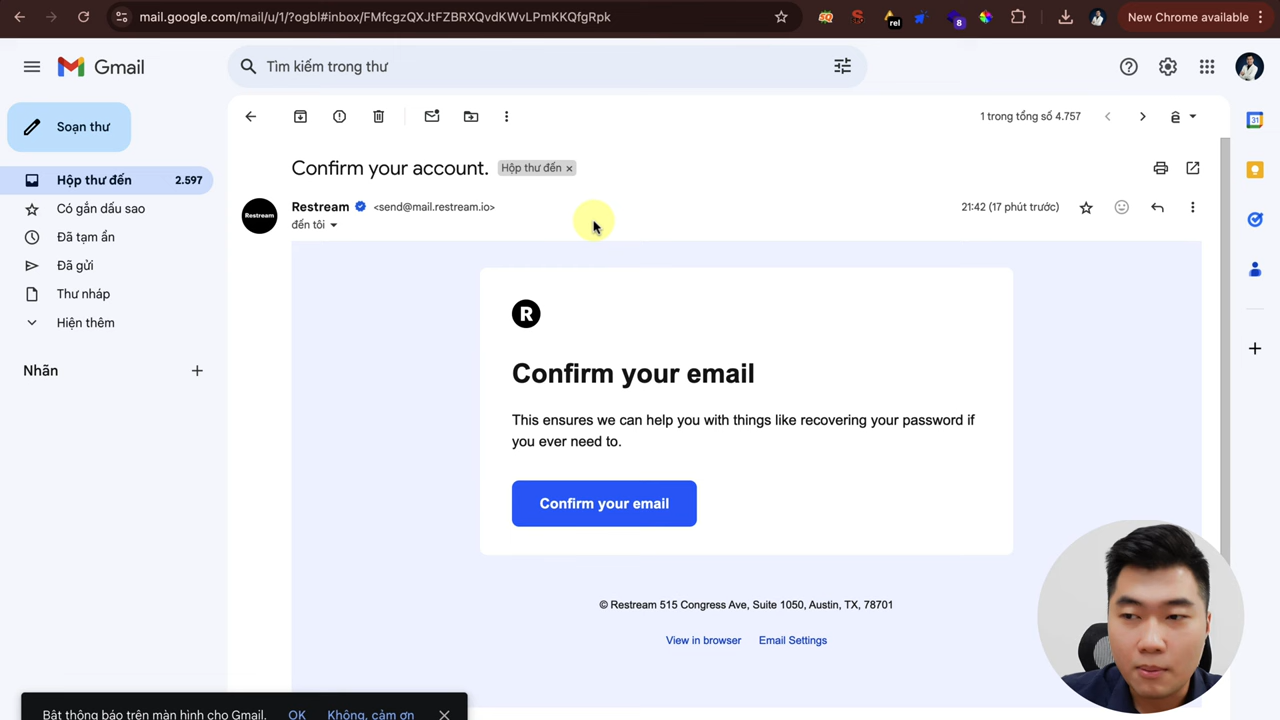 mail.google.com/mail/u/1/?ogbl#inbox/FMfcgzQXJtFZBRXQvdKWvLPmKKQfgRpk
rel
8
New Chrome available
Gmail
Tìm kiếm trong thư
Soạn thư
1 trong tổng số 4.757
Hộp thư đến 2.597
Có gắn dấu sao
Đã tạm ẩn
Đã gửi
Thư nháp
Hiện thêm
Nhãn
Confirm your account. Hộp thư đến ×
Restream
Restream <send@mail.restream.io>
21:42 (17 phút trước)
đến tôi
31
R
Confirm your email
This ensures we can help you with things like recovering your password if
you ever need to.
Confirm your email
© Restream 515 Congress Ave, Suite 1050, Austin, TX, 78701
View in browser Email Settings
Bật thông báo trên màn hình cho Gmail. OK Không, cảm ơn